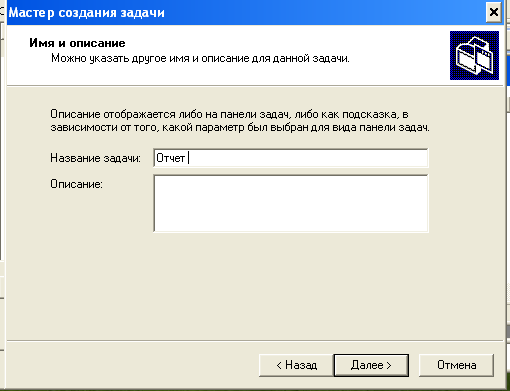 Мастер создания задачи
Имя и описание
Можно указать другое имя и описание для данной задачи.
Описание отображается либо на панели задач, либо как подсказка, в
зависимости от того, какой параметр был выбран для вида панели задач.
Название задачи: Отчет
Описание:
< Назад Далее > Отмена